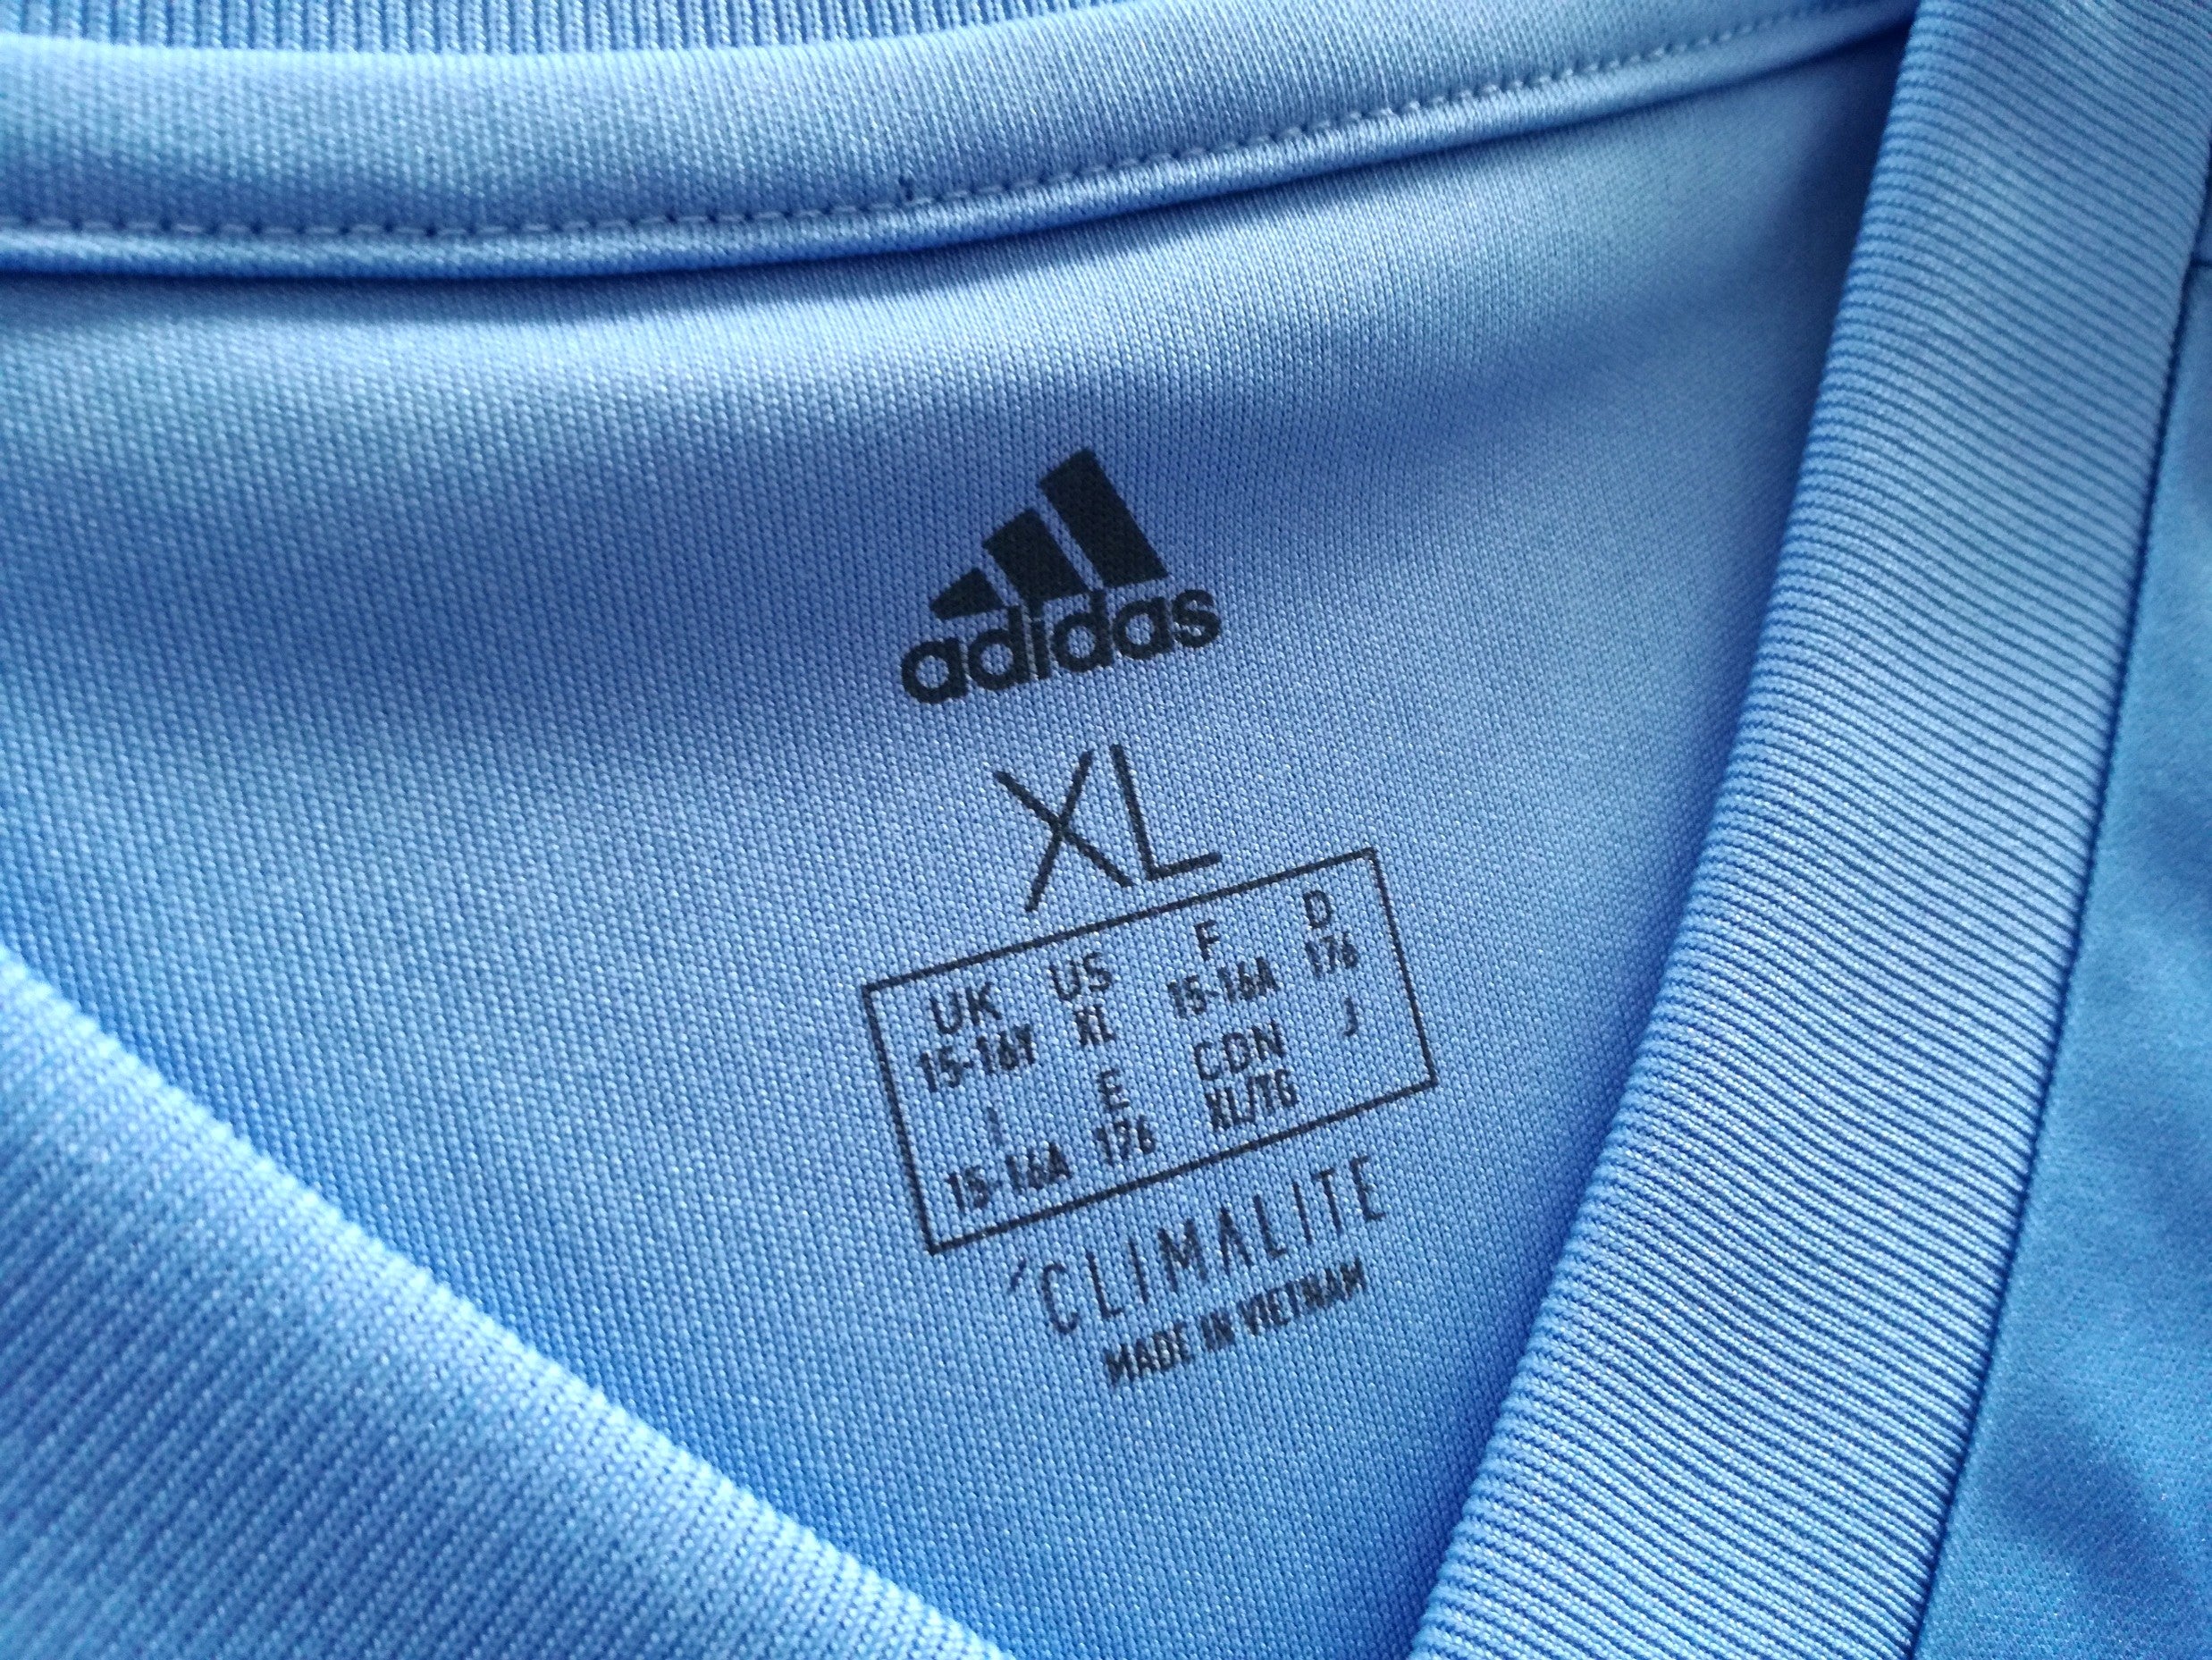 adidas
XL
UK US F D
15-16Y XL 15-16A 176
I E CDN J
15-16A 176 XL/TG
CLIMALITE
MADE IN VIETNAM